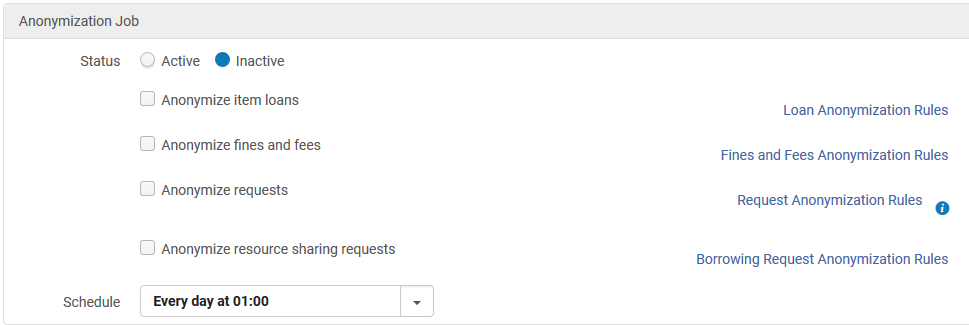 Anonymization Job
Status Active Inactive
Anonymize item loans
Loan Anonymization Rules
Anonymize fines and fees
Fines and Fees Anonymization Rules
Anonymize requests
Request Anonymization Rules i
Anonymize resource sharing requests
Borrowing Request Anonymization Rules
Schedule Every day at 01:00